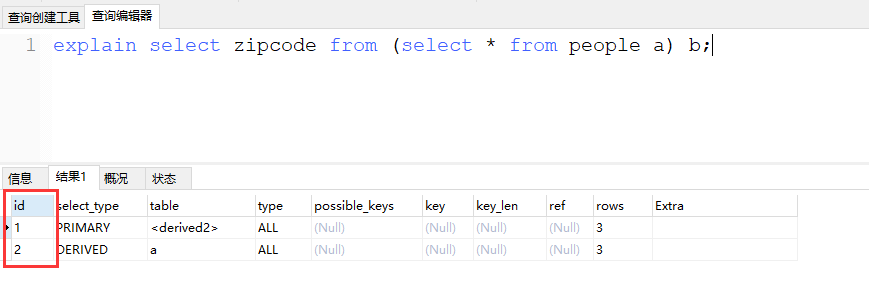 查询创建工具 查询编辑器
1 explain select zipcode from (select * from people a) b;
信息 结果1 概况 状态
id select_type table type possible_keys key key_len ref rows Extra
1 PRIMARY <derived2> ALL (Null) (Null) (Null) (Null) 3
2 DERIVED a ALL (Null) (Null) (Null) (Null) 3